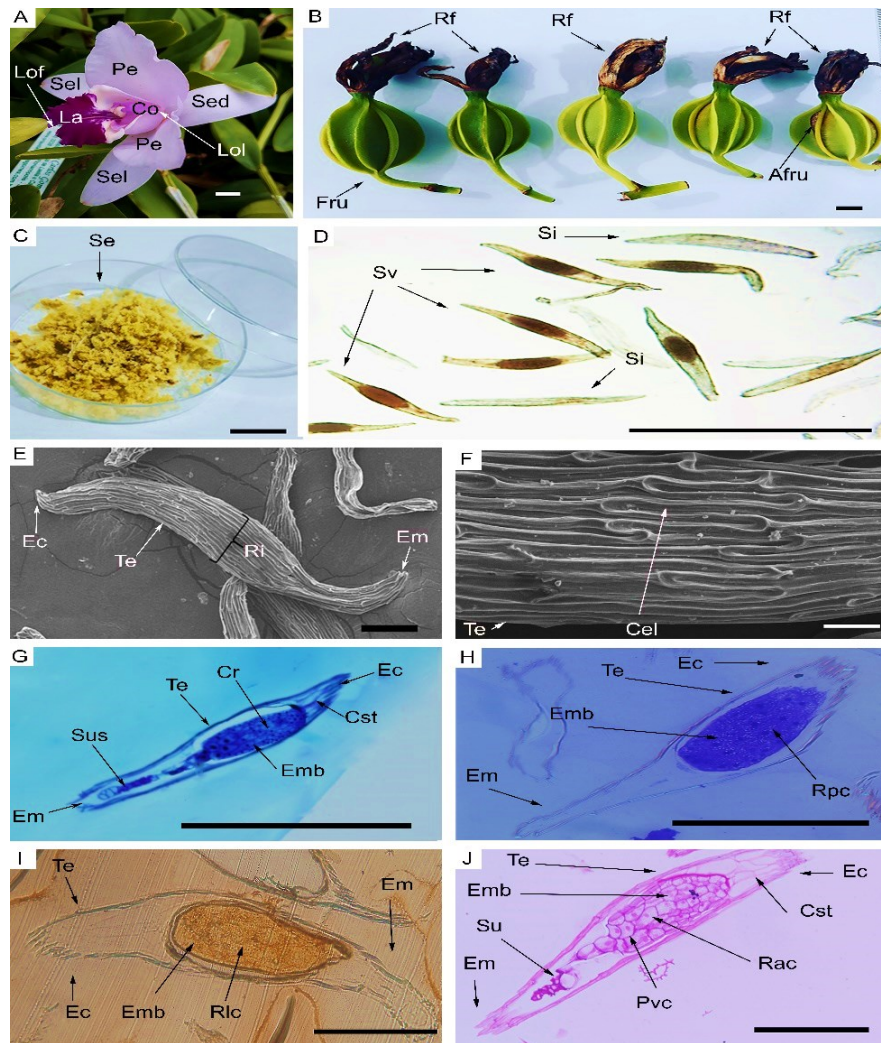 A
Lof
Sel
Pe
Sed
La
Co
Pe
Lol
Sel
B
Rf
Rf
Rf
Fru
Afru
C
Se
D
Si
Sv
Si
E
Ec
Te
Ri
Em
F
Te
Cel
G
Cr
Ec
Te
Cst
Sus
Emb
Em
H
Ec
Te
Emb
Em
Rpc
I
Te
Em
Ec
Emb
Rlc
J
Te
Emb
Ec
Su
Cst
Em
Rac
Pvc